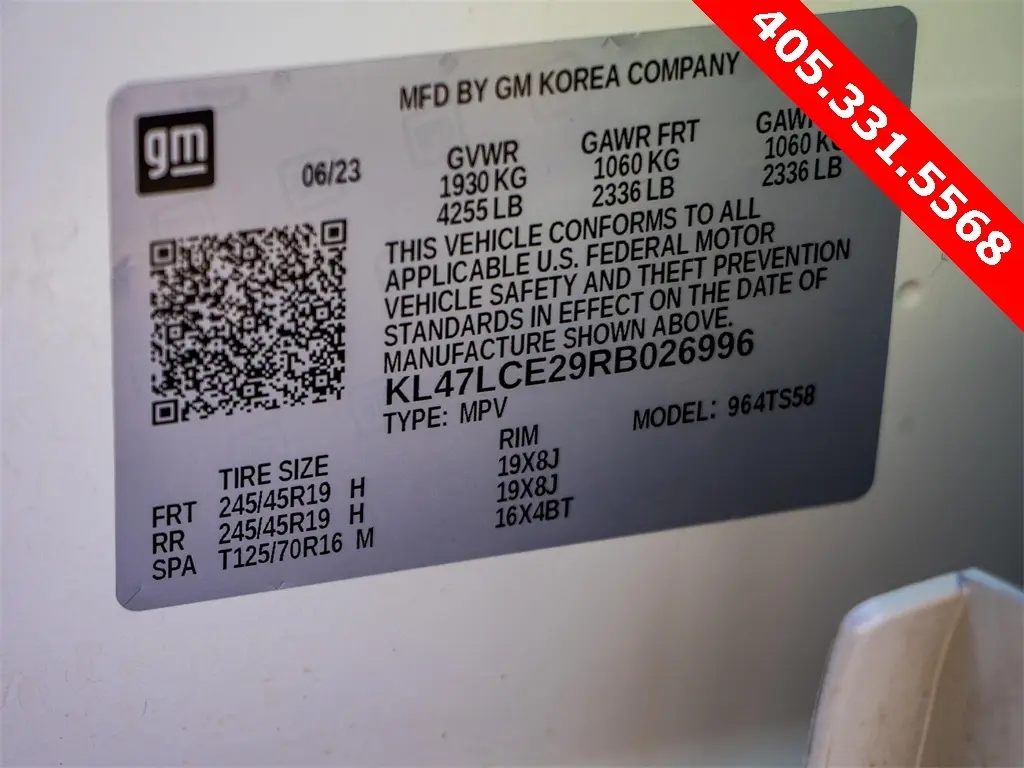 405.331.5568
MFD BY GM KOREA COMPANY
gm
06/23
GVWR
1930 KG
4255 LB
GAWR FRT
1060 KG
2336 LB
1060
2336 LB
THIS VEHICLE CONFORMS TO ALL
APPLICABLE U.S. FEDERAL MOTOR
VEHICLE SAFETY AND THEFT PREVENTION
STANDARDS IN EFFECT ON THE DATE OF
MANUFACTURE SHOWN ABOVE.
KL47LCE29RB026996
TYPE: MPV MODEL: 964TS58
TIRE SIZE RIM
FRT 245/45R19 H 19X8J
RR 245/45R19 H 19X8J
SPA T125/70R16 M 16X4BT